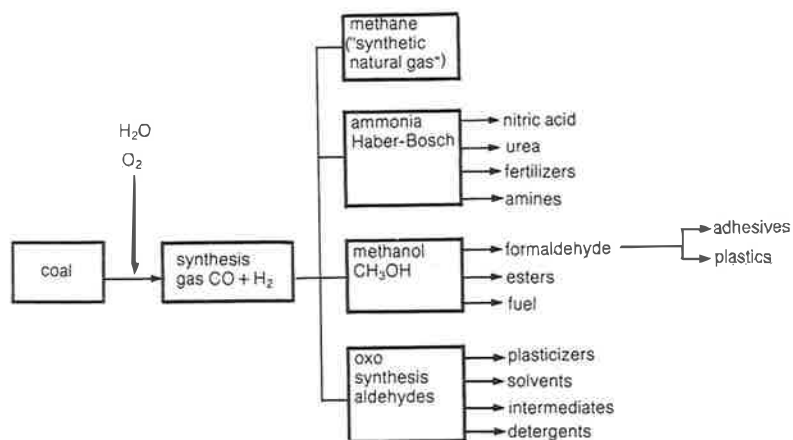 methane
("synthetic
natural gas")
ammonia
Haber-Bosch
nitric acid
urea
fertilizers
amines
H₂O
O₂
coal
synthesis
gas CO + H₂
methanol
CH₃OH
formaldehyde
esters
fuel
adhesives
plastica
oxo
synthesis
aldehydes
plasticizers
solvents
intermediates
detergents